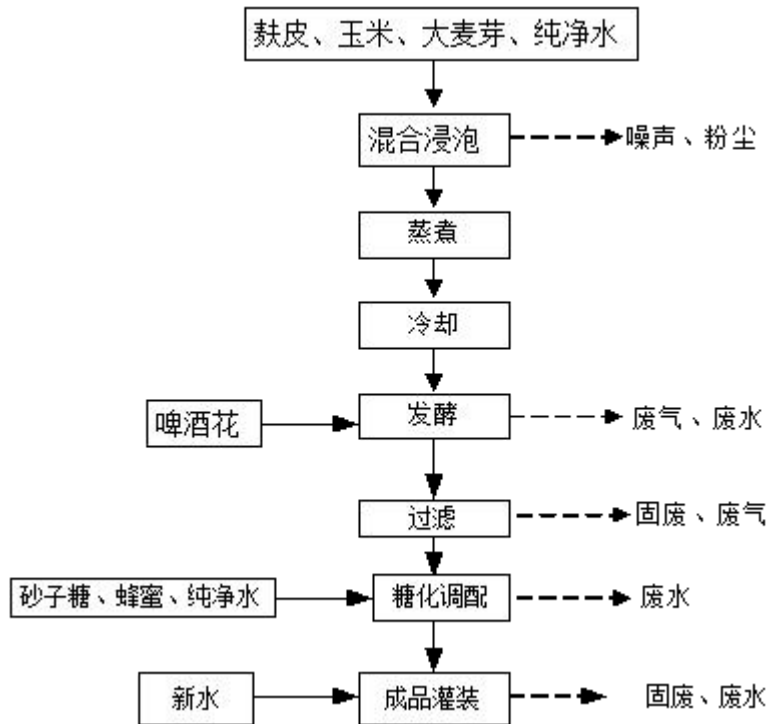 麸皮、玉米、大麦芽、纯净水
混合浸泡
噪声、粉尘
蒸煮
冷却
啤酒花
发酵
废气、废水
过滤
固废、废气
砂子糖、蜂蜜、纯净水
糖化调配
废水
新水
成品灌装
固废、废水